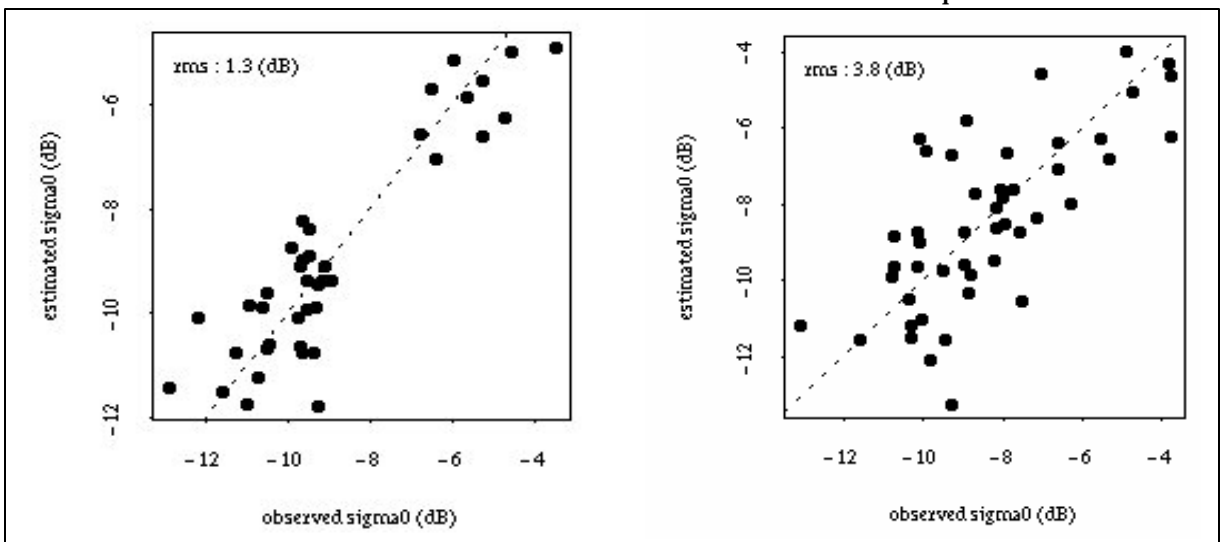 rms : 1.3 (dB)
estimated sigma0 (dB)
−6
−8
−10
−12
−12 −10 −8 −6 −4
observed sigma0 (dB)
rms : 3.8 (dB)
estimated sigma0 (dB)
−4
−6
−8
−10
−12
−12 −10 −8 −6 −4
observed sigma0 (dB)